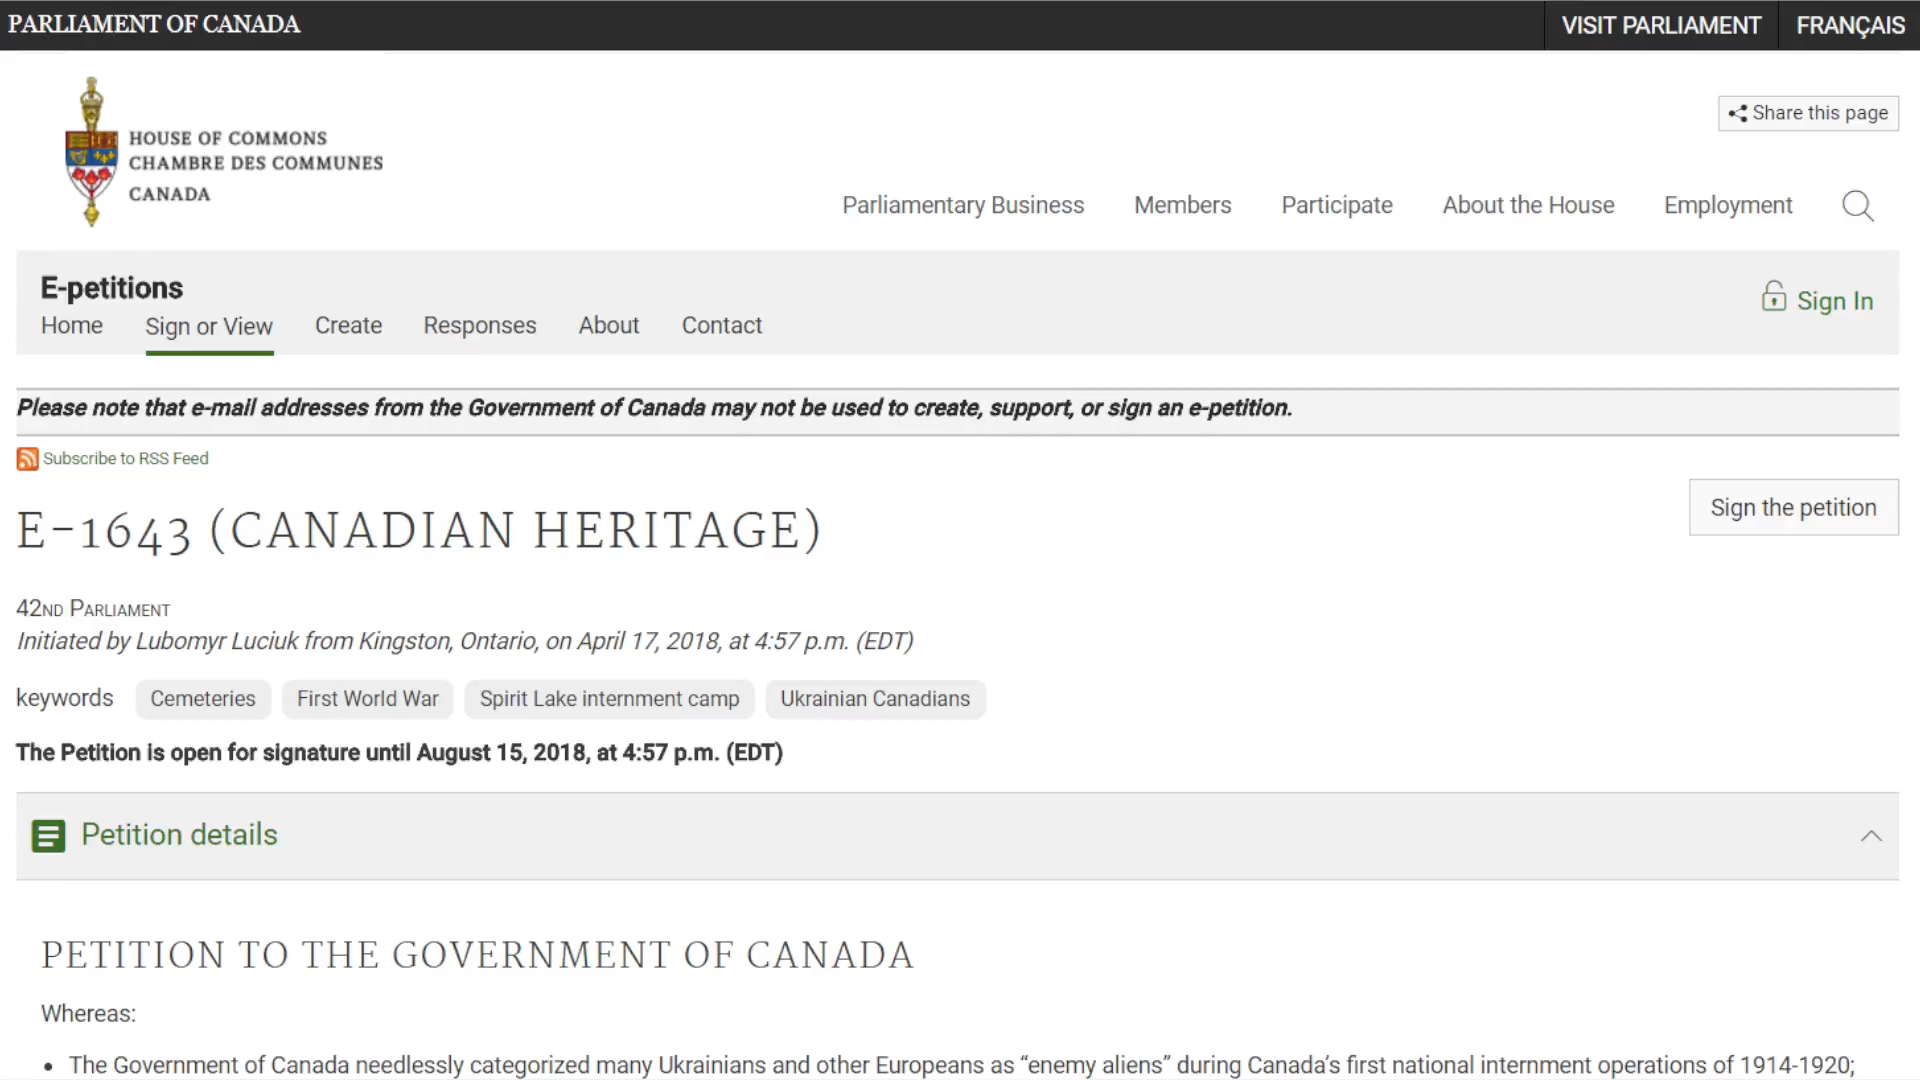 PARLIAMENT OF CANADA
VISIT PARLIAMENT
FRANÇAIS
HOUSE OF COMMONS
CHAMBRE DES COMMUNES
CANADA
Share this page
Parliamentary Business
Members
Participate
About the House
Employment
E-petitions
Sign In
Home
Sign or View
Create
Responses
About
Contact
Please note that e-mail addresses from the Government of Canada may not be used to create, support, or sign an e-petition.
Subscribe to RSS Feed
E-1643 (CANADIAN HERITAGE)
Sign the petition
42ND PARLIAMENT
Initiated by Lubomyr Luciuk from Kingston, Ontario, on April 17, 2018, at 4:57 p.m. (EDT)
keywords
Cemeteries
First World War
Spirit Lake internment camp
Ukrainian Canadians
The Petition is open for signature until August 15, 2018, at 4:57 p.m. (EDT)
Petition details
PETITION TO THE GOVERNMENT OF CANADA
Whereas:
• The Government of Canada needlessly categorized many Ukrainians and other Europeans as “enemy aliens” during Canada’s first national internment operations of 1914-1920;